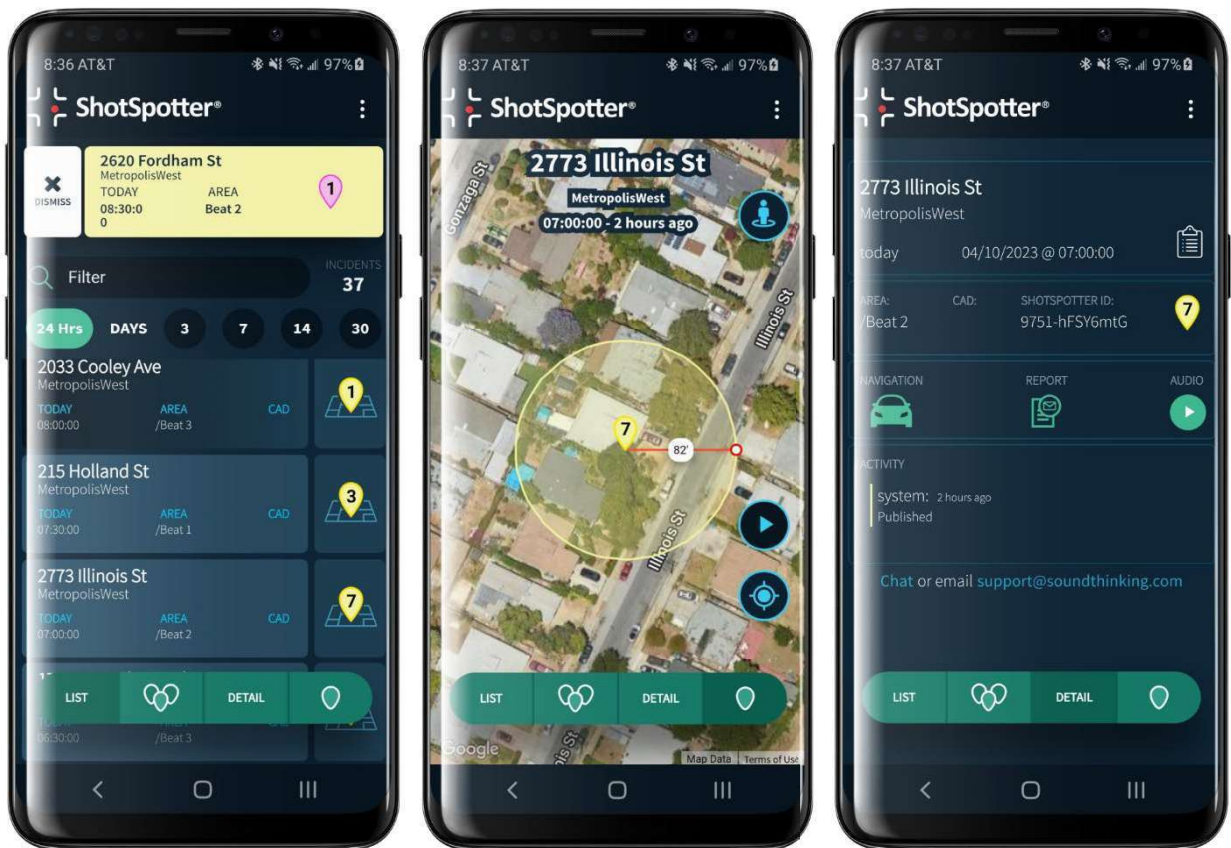 8:36 AT&T 97%
ShotSpotter®
DISMISS
2620 Fordham St
MetropolisWest
TODAY AREA
08:30:0 Beat 2
0
1
Filter
INCIDENTS
37
24 Hrs DAYS 3 7 14 30
2033 Cooley Ave
MetropolisWest
TODAY AREA CAD
08:00:00 /Beat 3
1
215 Holland St
MetropolisWest
TODAY AREA CAD
07:30:00 /Beat 1
3
2773 Illinois St
MetropolisWest
TODAY AREA CAD
07:00:00 /Beat 2
7
LIST DETAIL
06:30:00 /Beat 3
8:37 AT&T 97%
ShotSpotter®
2773 Illinois St
MetropolisWest
07:00:00 - 2 hours ago
Gonzaga St
Illinois St
7
82'
Illinois St
LIST DETAIL
Google
Map Data Terms of Use
8:37 AT&T 97%
ShotSpotter®
2773 Illinois St
MetropolisWest
today 04/10/2023 @ 07:00:00
AREA: CAD: SHOTSPOTTER ID:
/Beat 2 9751-hFSY6mtG
7
NAVIGATION REPORT AUDIO
ACTIVITY
system: 2 hours ago
Published
Chat or email support@soundthinking.com
LIST DETAIL